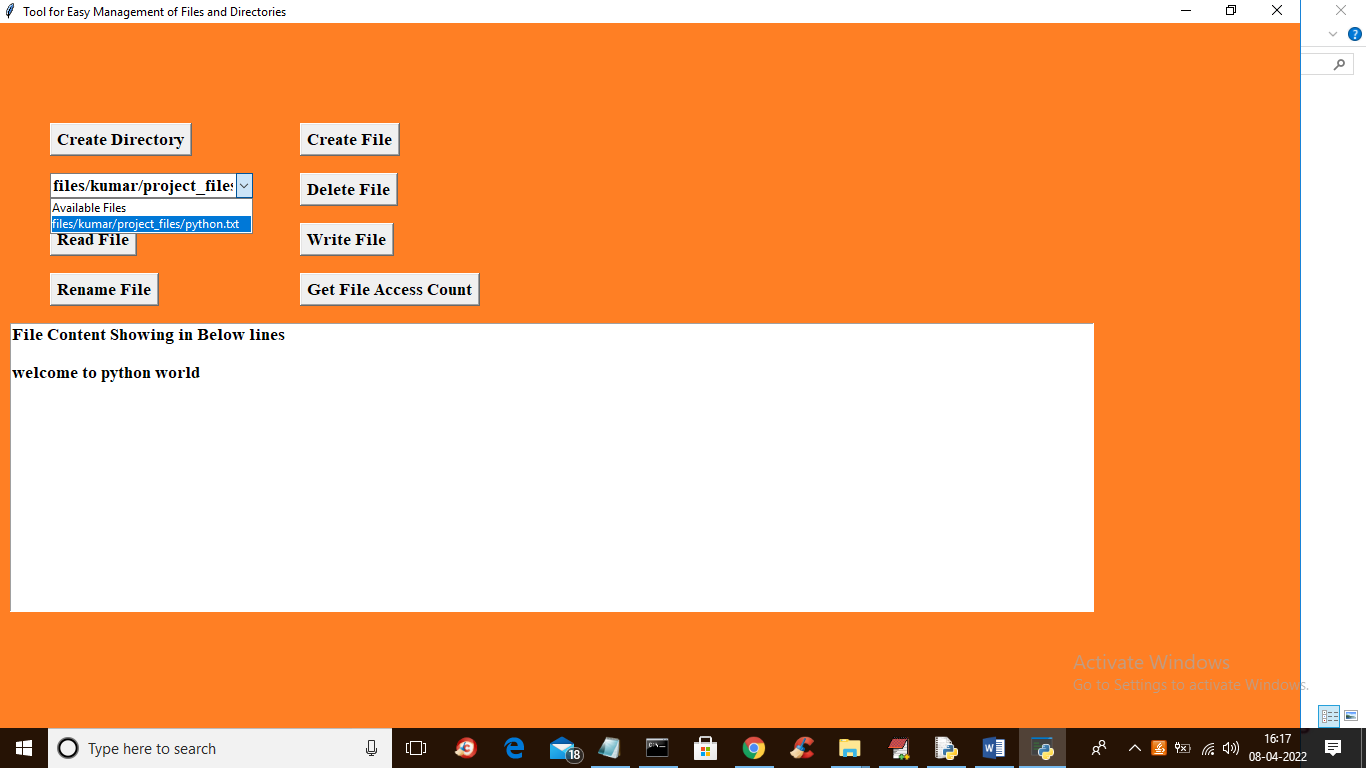 Tool for Easy Management of Files and Directories
Create Directory
Create File
files/kumar/project_files
Delete File
Available Files
files/kumar/project_files/python.txt
Read File
Write File
Rename File
Get File Access Count
File Content Showing in Below lines
welcome to python world
Activate Windows
Go to Settings to activate Windows.
Type here to search
18
16:17
08-04-2022